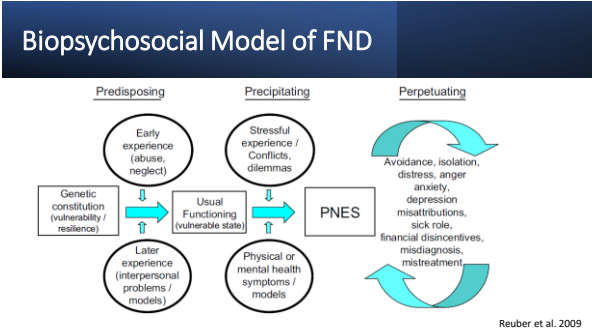 Biopsychosocial Model of FND
Predisposing
Precipitating
Perpetuating
Early
experience
(abuse,
neglect)
Stressful
experience /
Conflicts,
dilemmas
Genetic
constitution
(vulnerability /
resilience)
Usual
Functioning
(vulnerable state)
PNES
Later
experience
(interpersonal
problems /
models)
Physical or
mental health
symptoms /
models
Avoidance, isolation,
distress, anger
anxiety,
depression
misattributions,
sick role,
financial disincentives,
misdiagnosis,
mistreatment
Reuber et al. 2009